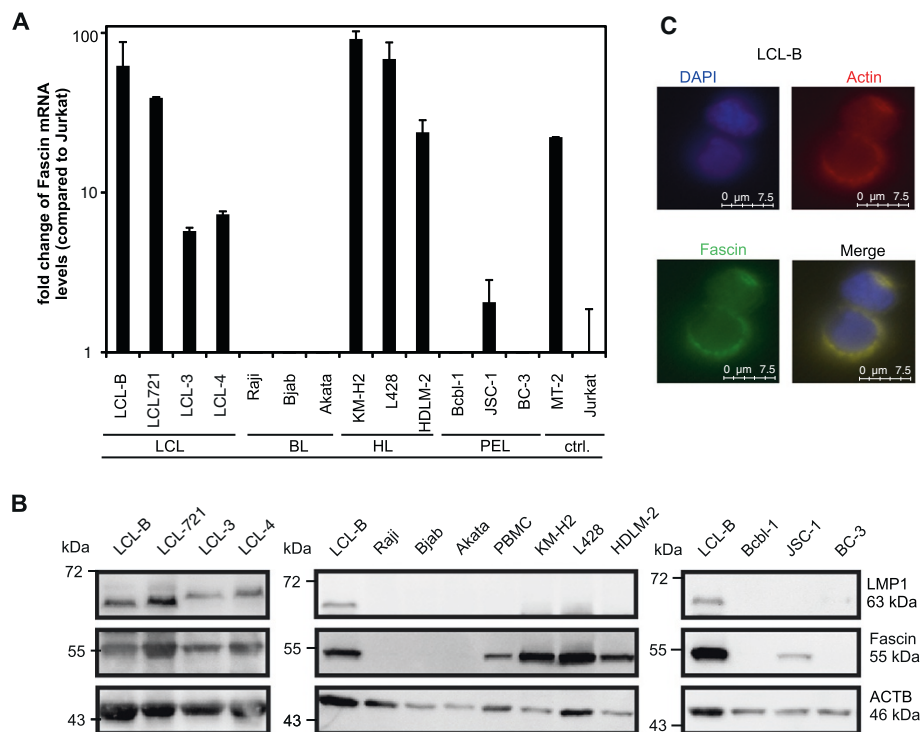 A
fold change of Fascin mRNA
levels (compared to Jurkat)
100
10
1
LCL-B
LCL721
LCL-3
LCL-4
Raji
Bjab
Akata
KM-H2
L428
HDLM-2
Bcbl-1
JSC-1
BC-3
MT-2
Jurkat
LCL
BL
HL
PEL
ctrl.
C
LCL-B
DAPI
Actin
0 µm 7.5
0 µm 7.5
Fascin
Merge
0 µm 7.5
0 µm 7.5
B
kDa
LCL-B
LCL-721
LCL-3
LCL-4
72
55
43
kDa
LCL-B
Raji
Bjab
Akata
PBMC
KM-H2
L428
HDLM-2
72
55
43
kDa
LCL-B
Bcbl-1
JSC-1
BC-3
72
55
43
LMP1
63 kDa
Fascin
55 kDa
ACTB
46 kDa